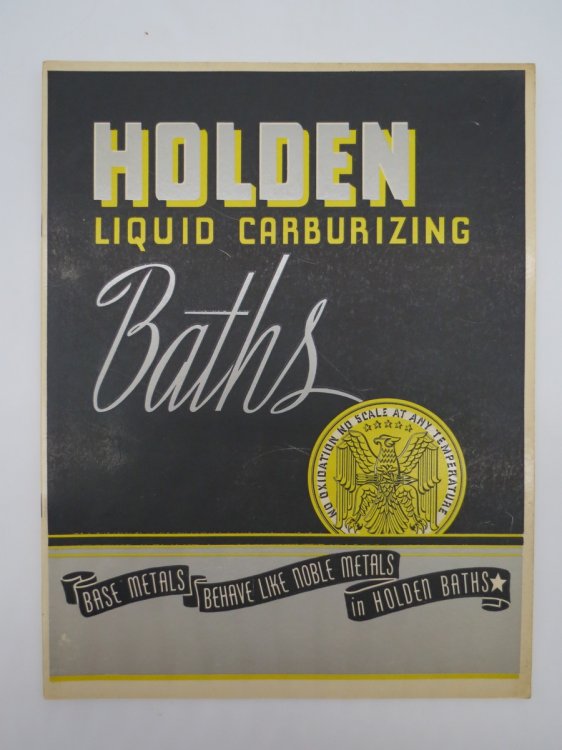 HOLDEN
LIQUID CARBURIZING
Baths
NO OXIDATION NO SCALE AT ANY TEMPERATURE
BASE METALS
BEHAVE LIKE NOBLE METALS
in HOLDEN BATHS